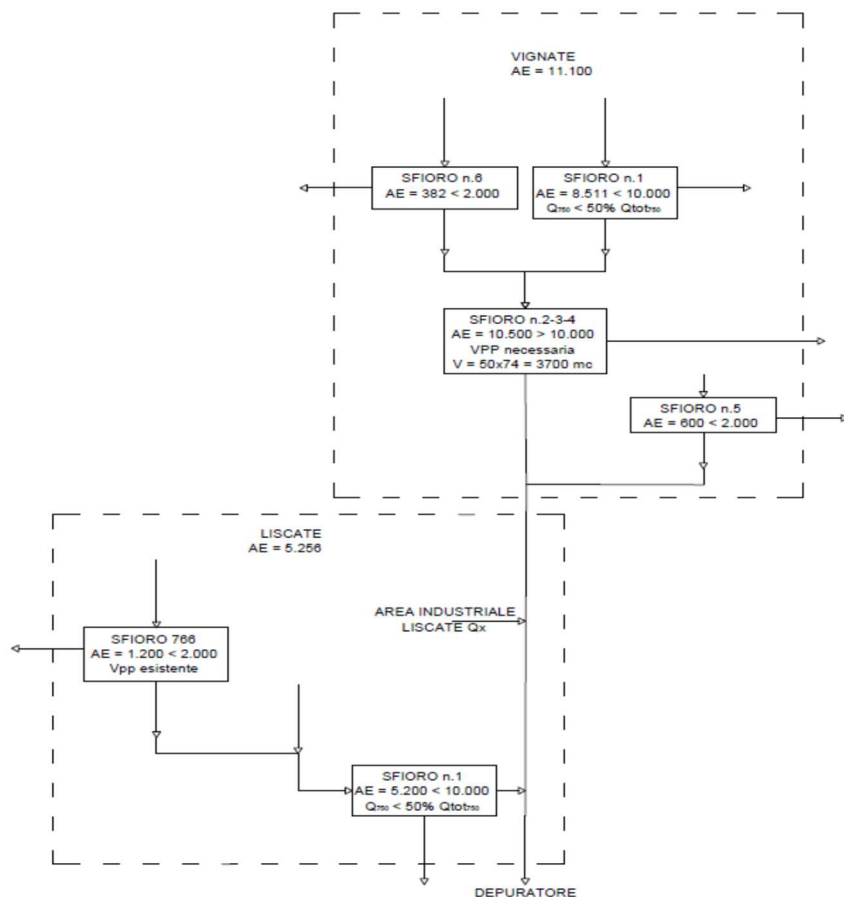 VIGNATE
AE = 11.100
SFIORO n.6
AE = 382 < 2.000
SFIORO n.1
AE = 8.511 < 10.000
Q₇₅₀ < 50% Qtot₇₅₀
SFIORO n.2-3-4
AE = 10.500 > 10.000
VPP necessaria
V = 50x74 = 3700 mc
SFIORO n.5
AE = 600 < 2.000
LISCATE
AE = 5.256
AREA INDUSTRIALE
LISCATE Qx
SFIORO 766
AE = 1.200 < 2.000
Vpp esistente
SFIORO n.1
AE = 5.200 < 10.000
Q₇₅₀ < 50% Qtot₇₅₀
DEPURATORE